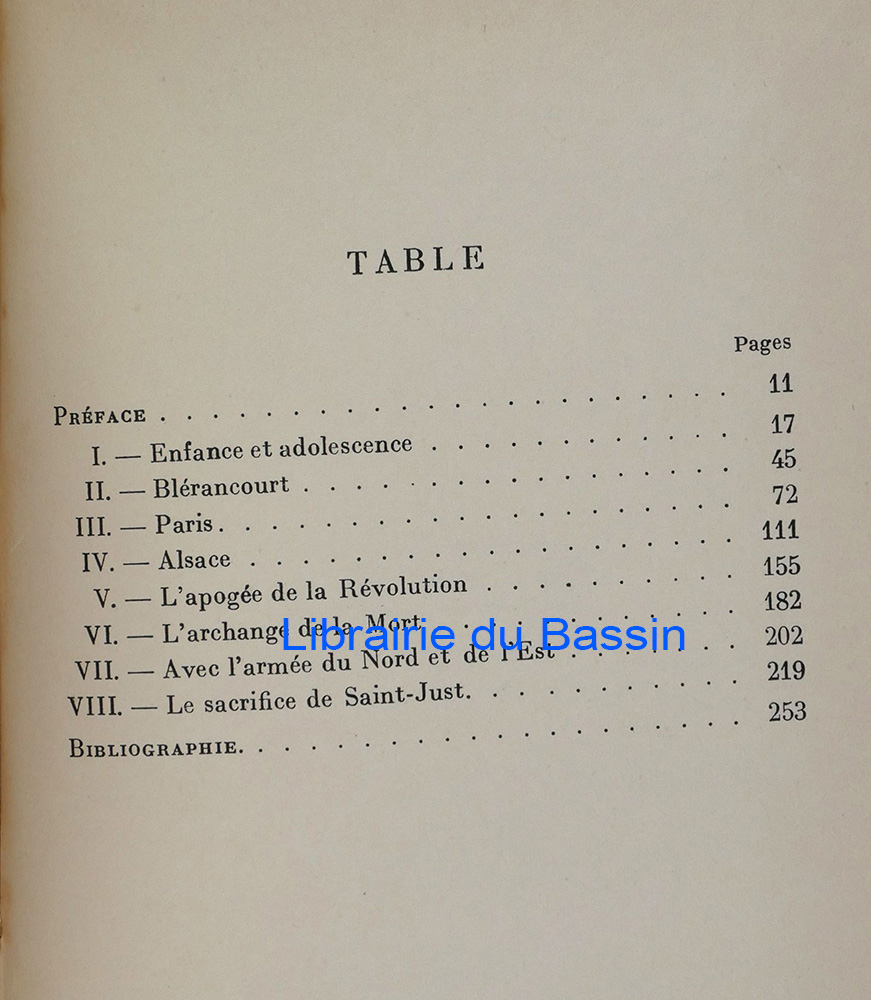 TABLE
Pages
PRÉFACE . . . . . . . . . . . . . . . . . . . . . . 11
I. — Enfance et adolescence . . . . . . . . . . . . 17
II. — Blérancourt . . . . . . . . . . . . . . . . . 45
III. — Paris. . . . . . . . . . . . . . . . . . . . 72
IV. — Alsace . . . . . . . . . . . . . . . . . . . 111
V. — L'apogée de la Révolution . . . . . . . . . . 155
VI. — L'archange de la Mort . . . . . . . . . . . . 182
Librairie du Bassin
VII. — Avec l'armée du Nord et de l'Est . . . . . . . 202
VIII. — Le sacrifice de Saint-Just. . . . . . . . . . . 219
BIBLIOGRAPHIE. . . . . . . . . . . . . . . . . . . . 253